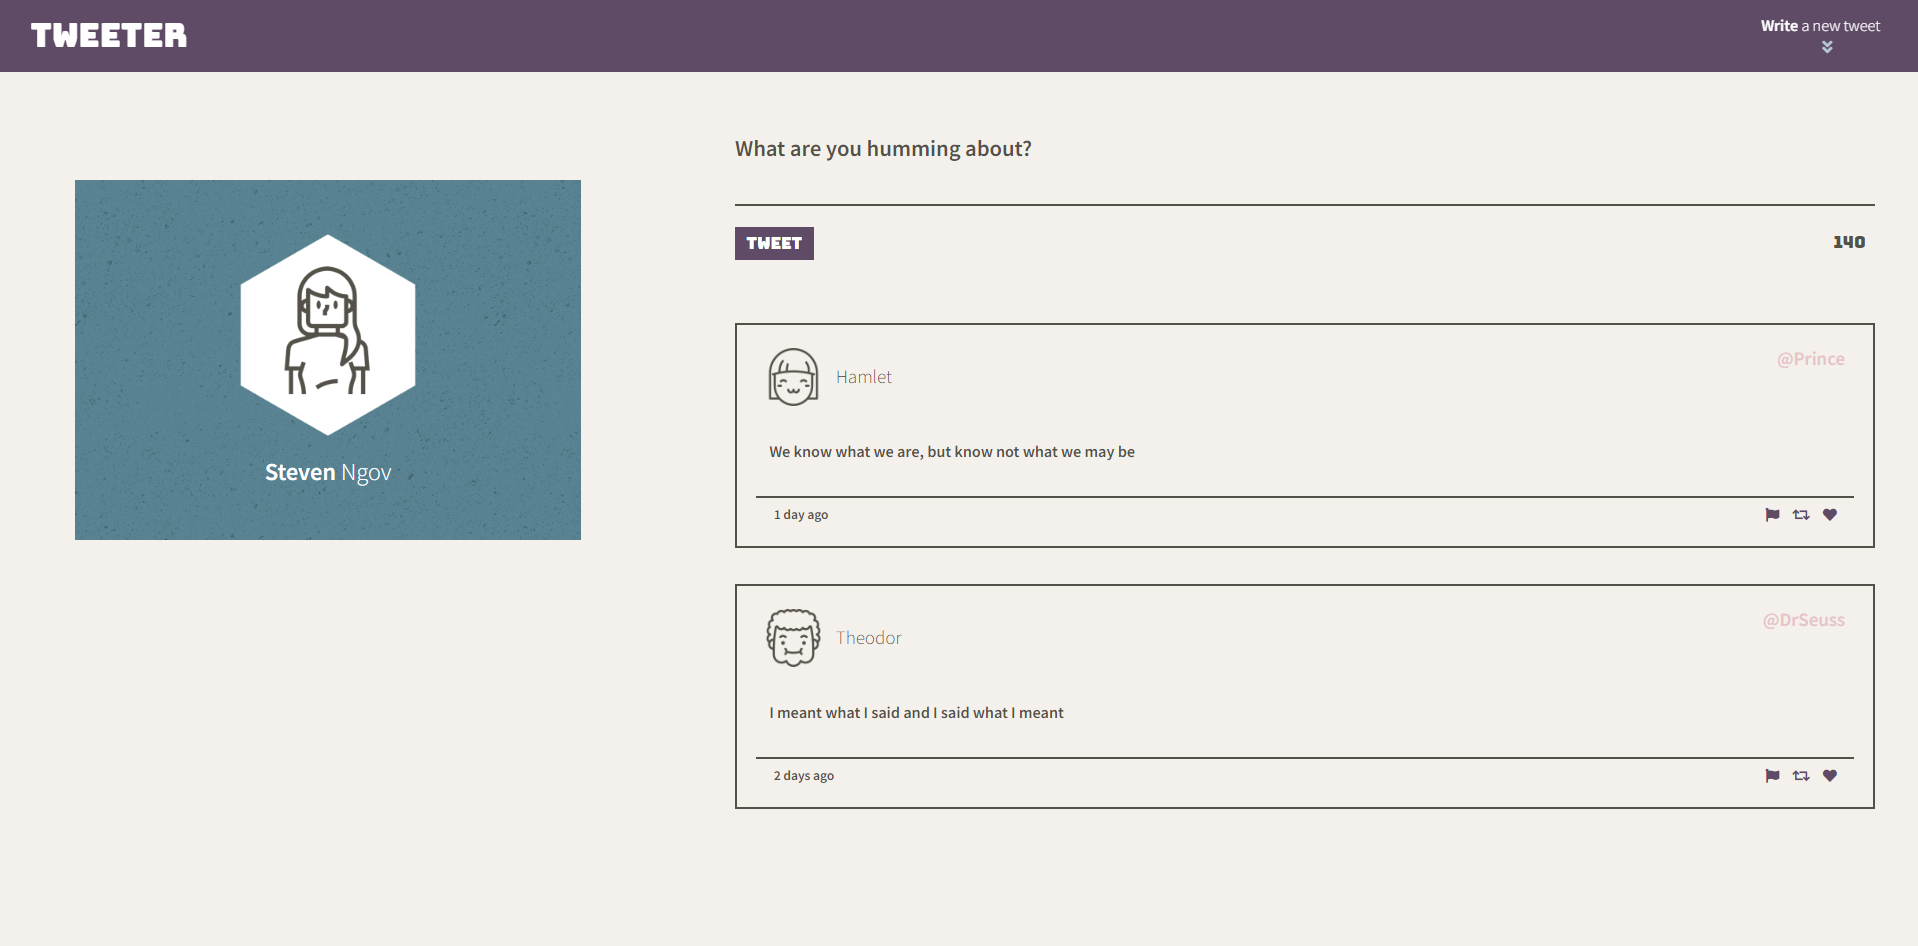 TWEETER
Write a new tweet
Steven Ngov
What are you humming about?
TWEET
140
Hamlet
@Prince
We know what we are, but know not what we may be
1 day ago
Theodor
@DrSeuss
I meant what I said and I said what I meant
2 days ago